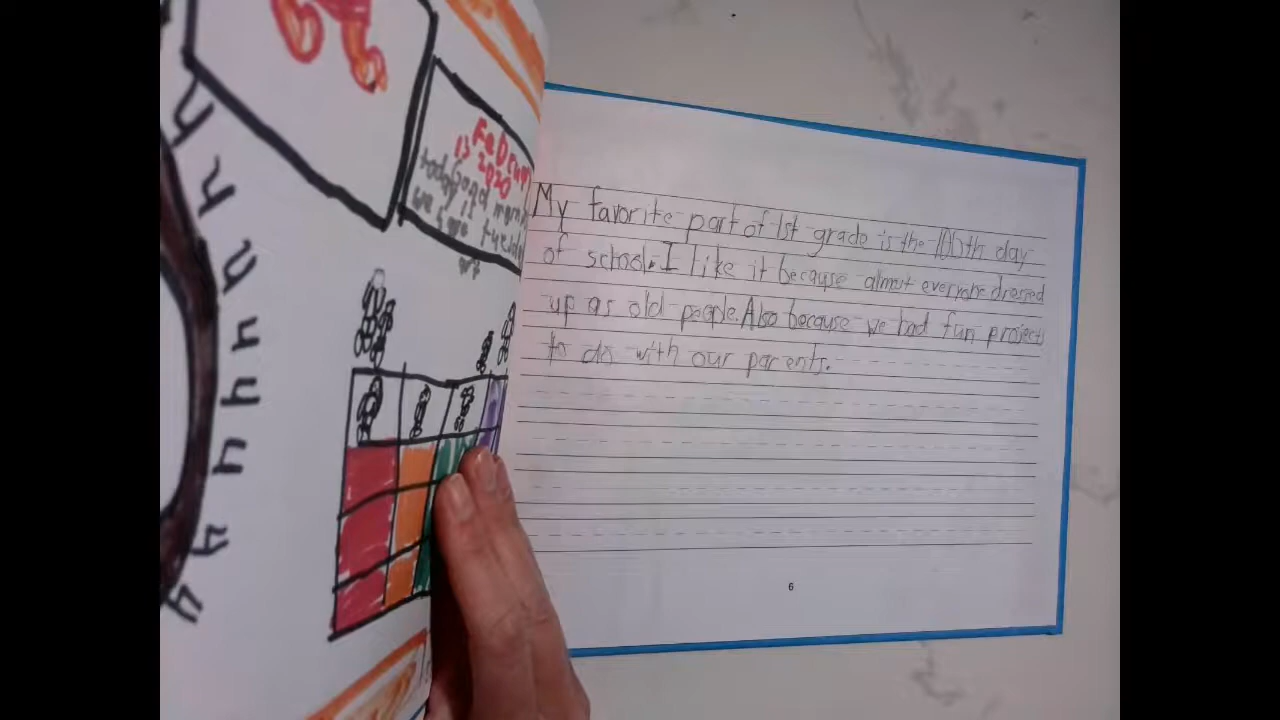 FeBruary
13
2020
My favorite part of 1st grade is the 100th day
of school. I like it because almost everyone dressed
up as old people. Also because we had fun projects
to do with our parents.
6